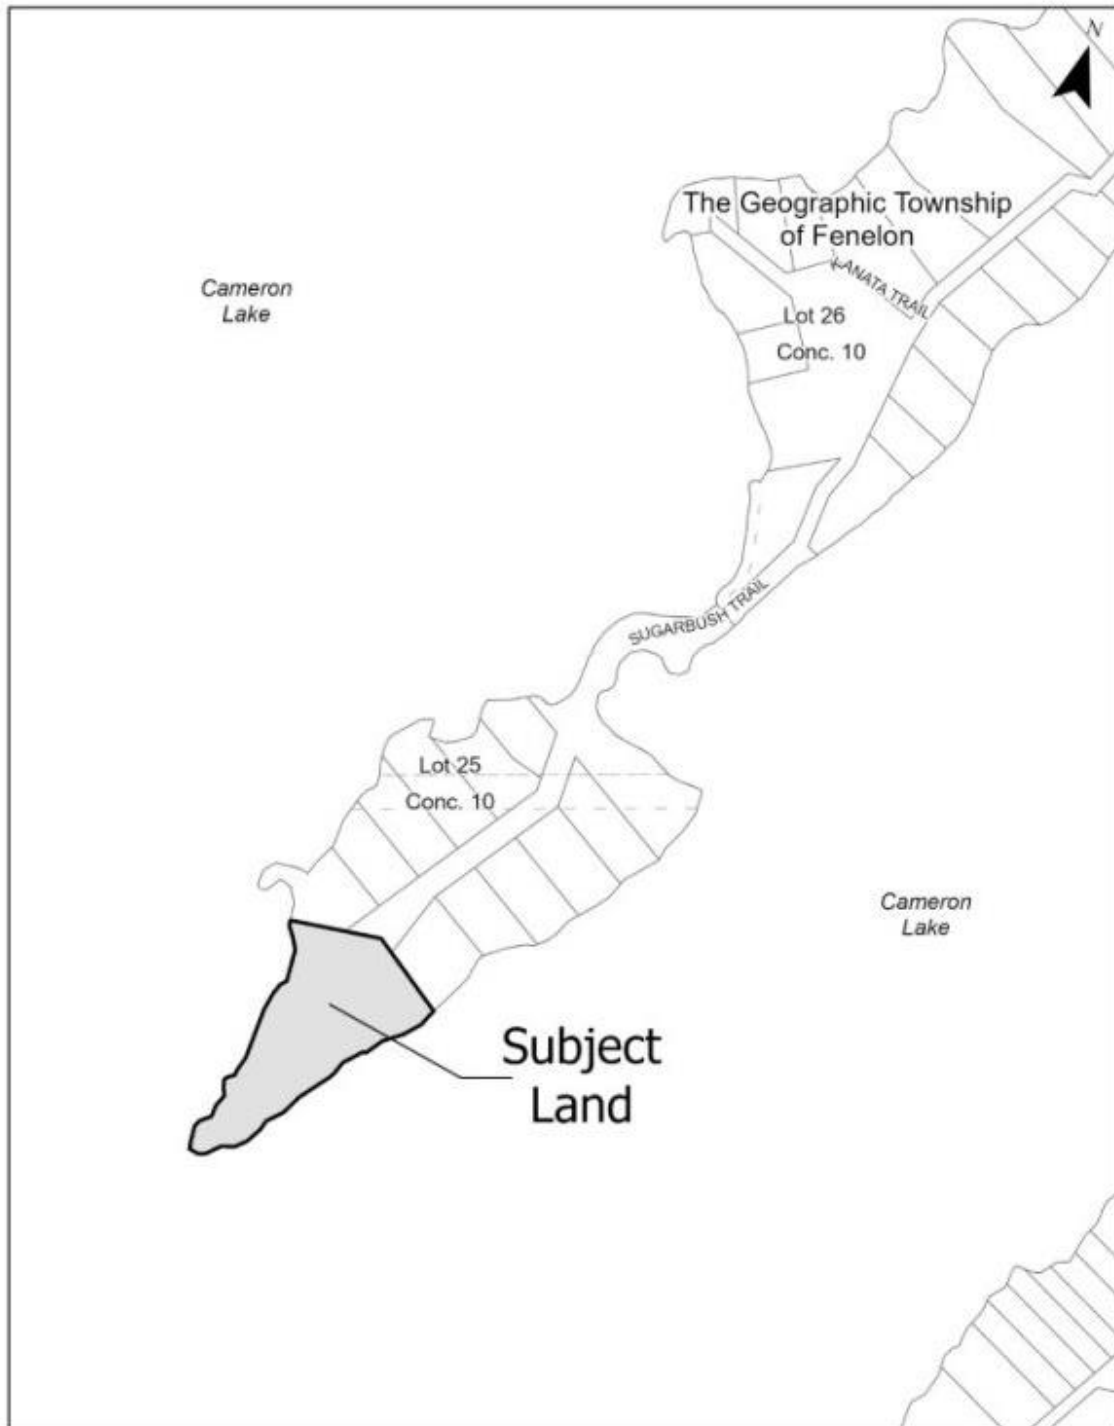 N
The Geographic Township
of Fenelon
LANATA TRAIL
Cameron
Lake
Lot 26
Conc. 10
SUGARBUSH TRAIL
Lot 25
Conc. 10
Cameron
Lake
Subject
Land